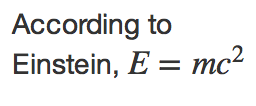 According to
Einstein, E = mc²